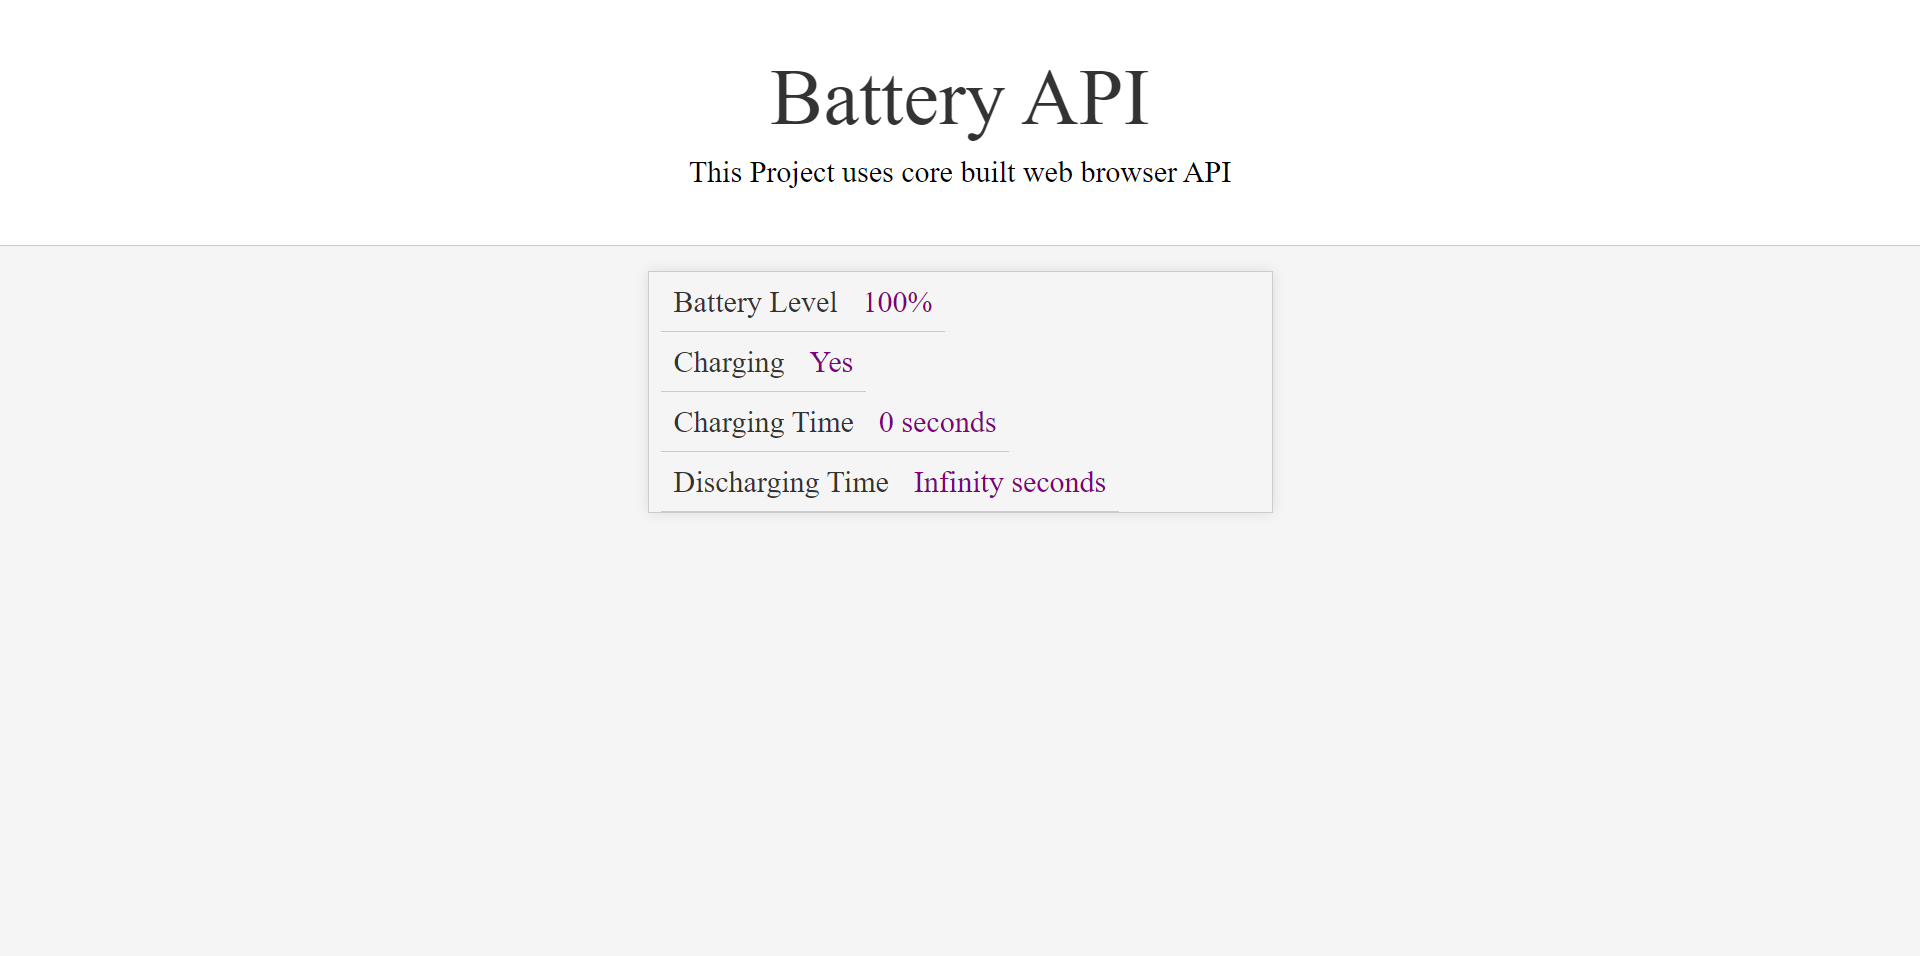 Battery API
This Project uses core built web browser API
Battery Level 100%
Charging Yes
Charging Time 0 seconds
Discharging Time Infinity seconds